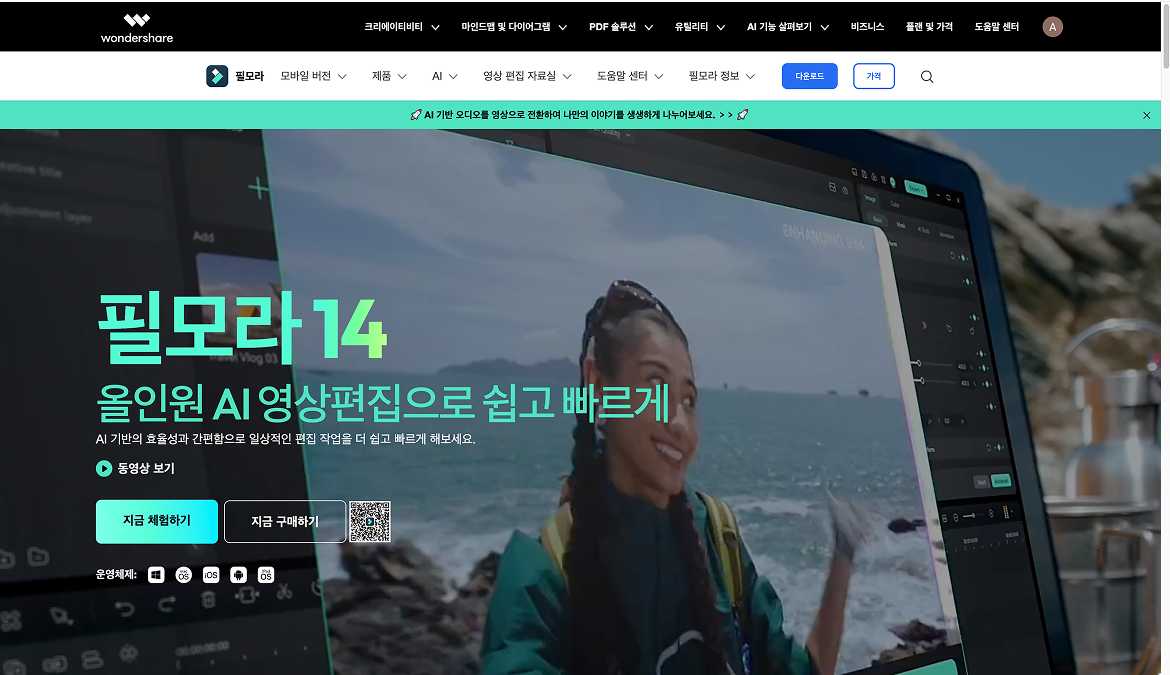 wondershare
크리에이티비티
마인드맵 및 다이어그램
PDF 솔루션
유틸리티
AI 기능 살펴보기
비즈니스
플랜 및 가격
도움말 센터
A
필모라
모바일 버전
제품
AI
영상 편집 자료실
도움말 센터
필모라 정보
다운로드
가격
AI 기반 오디오를 영상으로 전환하여 나만의 이야기를 생생하게 나누어보세요. > >
Add
Travel Vlog 03
필모라 14
올인원 AI 영상편집으로 쉽고 빠르게
AI 기반의 효율성과 간편함으로 일상적인 편집 작업을 더 쉽고 빠르게 해보세요.
동영상 보기
지금 체험하기
지금 구매하기
운영체제:
mac OS
iOS